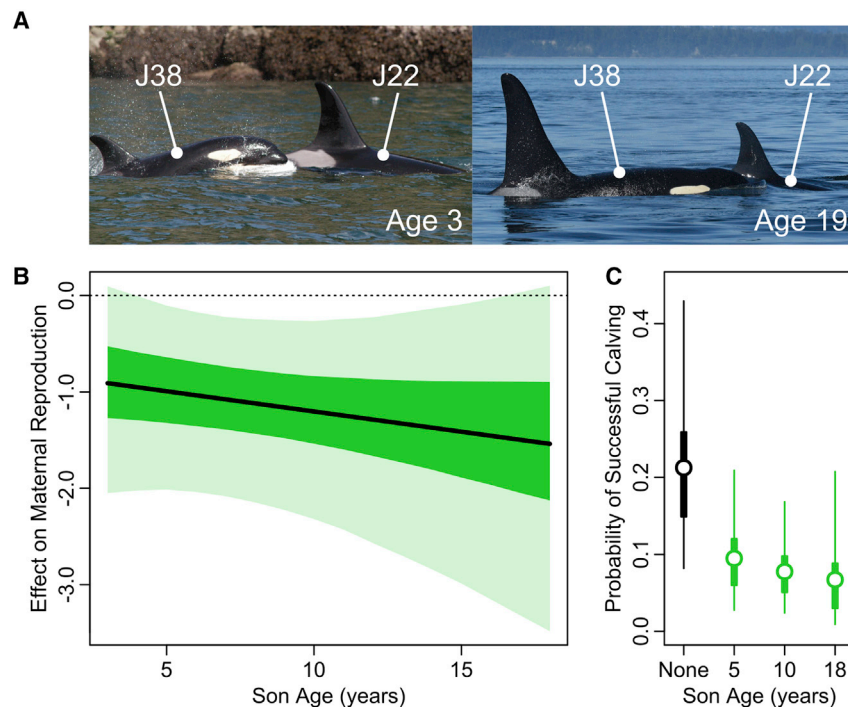 A
J38
J22
Age 3
J38
J22
Age 19
B
Effect on Maternal Reproduction
0.0
-1.0
-2.0
-3.0
5
10
15
Son Age (years)
C
Probability of Successful Calving
0.4
0.3
0.2
0.1
0.0
None
5
10
18
Son Age (years)